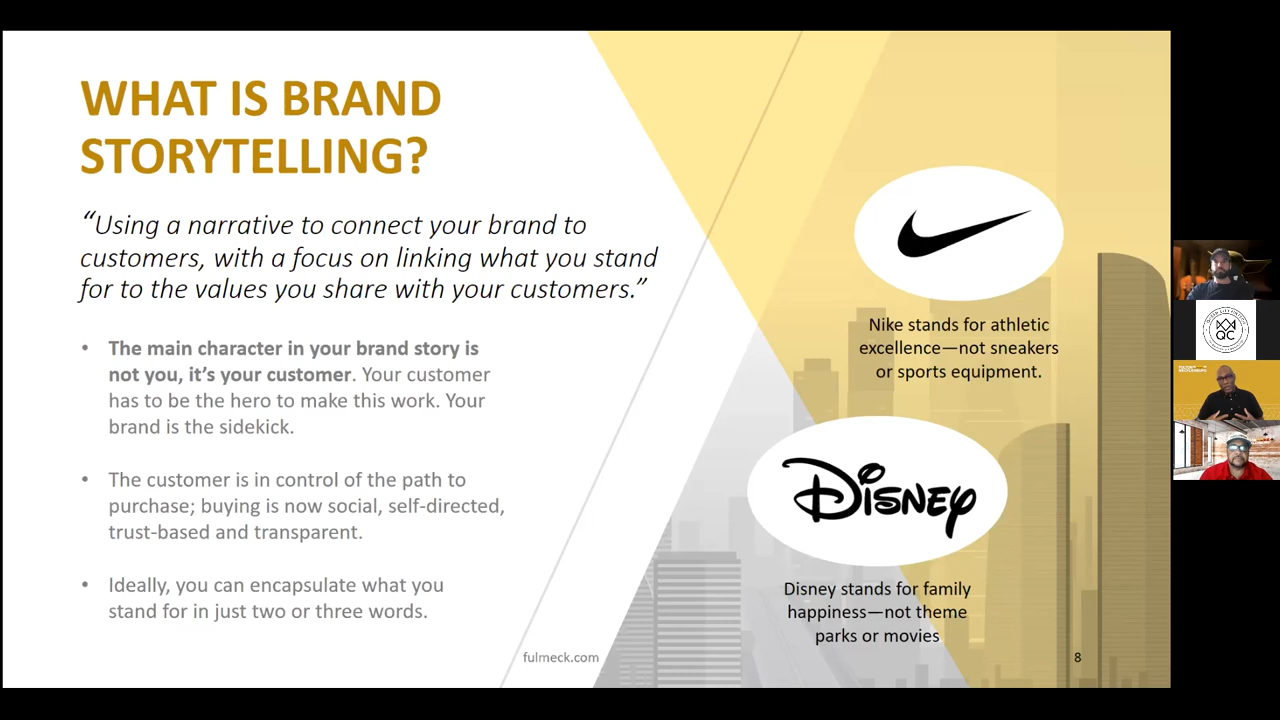 WHAT IS BRAND
STORYTELLING?
“Using a narrative to connect your brand to
customers, with a focus on linking what you stand
for to the values you share with your customers.”
• The main character in your brand story is
not you, it’s your customer. Your customer
has to be the hero to make this work. Your
brand is the sidekick.
• The customer is in control of the path to
purchase; buying is now social, self-directed,
trust-based and transparent.
• Ideally, you can encapsulate what you
stand for in just two or three words.
Nike stands for athletic
excellence—not sneakers
or sports equipment.
Disney
Disney stands for family
happiness—not theme
parks or movies
fulmeck.com
8
QC